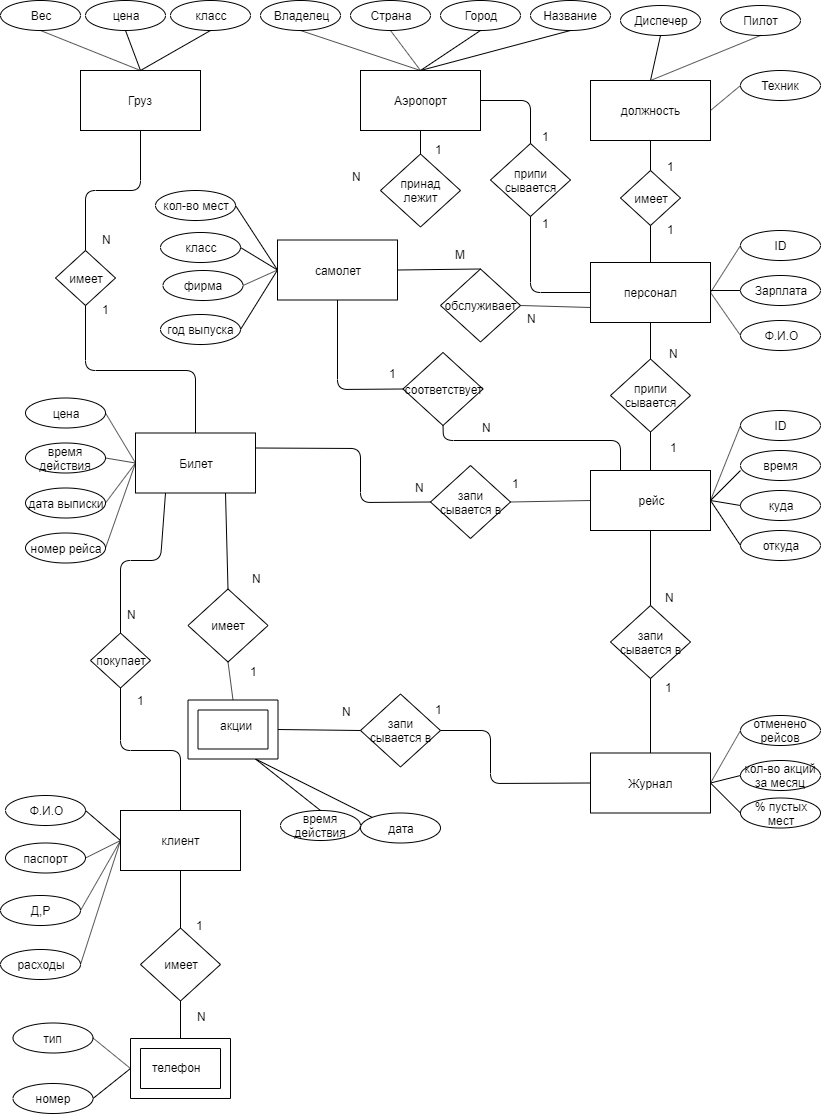 Вес
цена
класс
Владелец
Страна
Город
Название
Диспечер
Пилот
Груз
Аэропорт
должность
Техник
1
N
принад
лежит
1
припи
сывается
1
1
имеет
1
кол-во мест
класс
фирма
год выпуска
самолет
N
имеет
1
M
обслуживает
N
персонал
ID
Зарплата
Ф.И.О
1
соответствует
N
N
припи
сывается
1
цена
время
действия
дата выписки
номер рейса
Билет
N
запи
сывается в
1
рейс
ID
время
куда
откуда
N
имеет
1
N
покупает
1
N
запи
сывается в
1
акции
N
запи
сывается в
1
Журнал
отменено
рейсов
кол-во акций
за месяц
% пустых
мест
время
действия
дата
Ф.И.О
паспорт
Д,Р
расходы
клиент
1
имеет
N
тип
номер
телефон